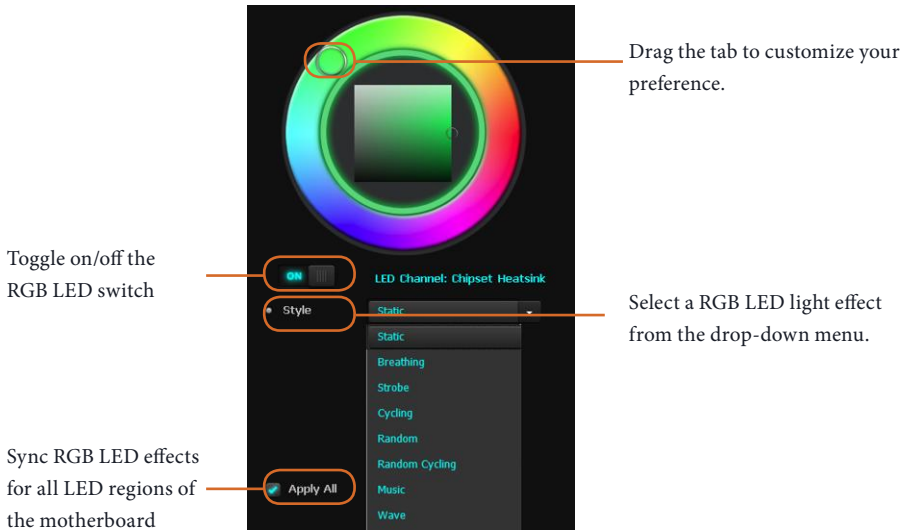 Drag the tab to customize your
preference.
Toggle on/off the
RGB LED switch
ON
LED Channel: Chipset Heatsink
Style
Static
Select a RGB LED light effect
from the drop-down menu.
Static
Breathing
Strobe
Cycling
Random
Random Cycling
Music
Wave
Sync RGB LED effects
for all LED regions of
the motherboard
Apply All